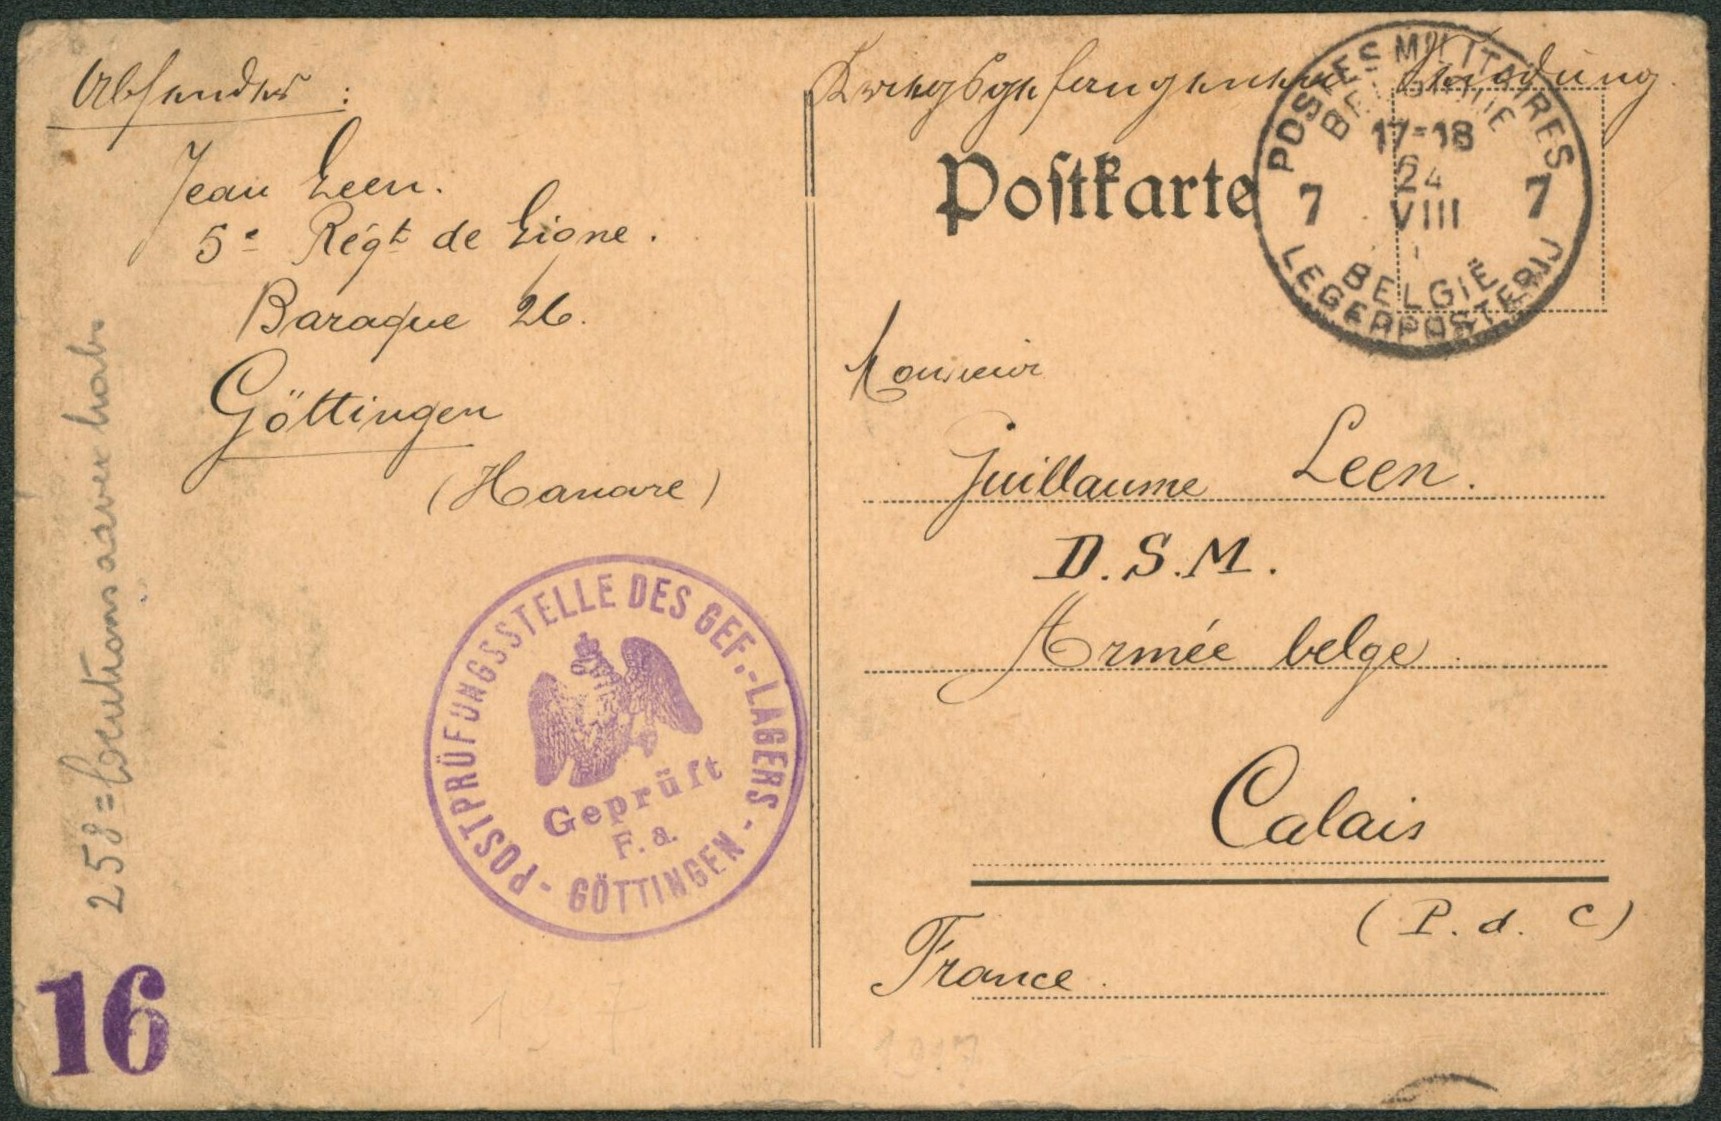 Absender :
Jean Leen.
5e Régt de Ligne.
Baraque 26.
Göttingen
(Hanovre)
258=
POSTPRÜFUNGSSTELLE DES GEF.-LAGERS-
Geprüft
F. a.
- GÖTTINGEN -
16
Kriegsgefangenen Sendung.
Postkarte
POSTES MILITAIRES
BELGIQUE
17-18
24
VIII
7 7
BELGIË
LEGERPOSTERIJ
Monsieur
Guillaume Leen.
D.S.M.
Armée belge
Calais
(P. d. C)
France.
1917